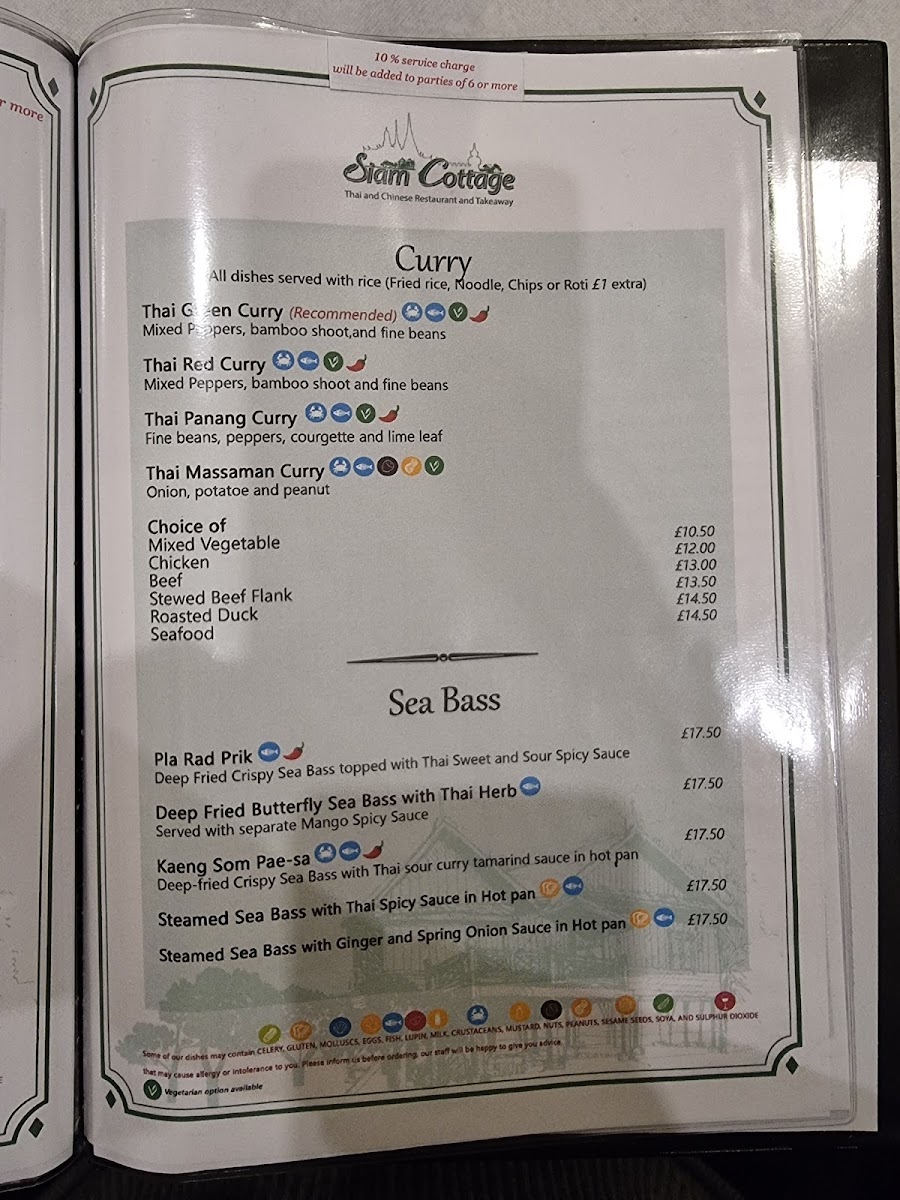 r more
10 % service charge
will be added to parties of 6 or more
Siam Cottage
Thai and Chinese Restaurant and Takeaway
Curry
All dishes served with rice (Fried rice, Noodle, Chips or Roti £1 extra)
Thai Green Curry (Recommended)
Mixed Peppers, bamboo shoot,and fine beans
Thai Red Curry
Mixed Peppers, bamboo shoot and fine beans
Thai Panang Curry
Fine beans, peppers, courgette and lime leaf
Thai Massaman Curry
Onion, potatoe and peanut
Choice of
Mixed Vegetable £10.50
Chicken £12.00
Beef £13.00
Stewed Beef Flank £13.50
Roasted Duck £14.50
Seafood £14.50
Sea Bass
Pla Rad Prik £17.50
Deep Fried Crispy Sea Bass topped with Thai Sweet and Sour Spicy Sauce
Deep Fried Butterfly Sea Bass with Thai Herb £17.50
Served with separate Mango Spicy Sauce
Kaeng Som Pae-sa £17.50
Deep-fried Crispy Sea Bass with Thai sour curry tamarind sauce in hot pan
Steamed Sea Bass with Thai Spicy Sauce in Hot pan £17.50
Steamed Sea Bass with Ginger and Spring Onion Sauce in Hot pan £17.50
Some of our dishes may contain CELERY, GLUTEN, MOLLUSCS, EGGS, FISH, LUPIN, MILK, CRUSTACEANS, MUSTARD, NUTS, PEANUTS, SESAME SEEDS, SOYA, AND SULPHUR DIOXIDE
that may cause allergy or intolerance to you. Please inform us before ordering, our staff will be happy to give you advice
Vegetarian option available